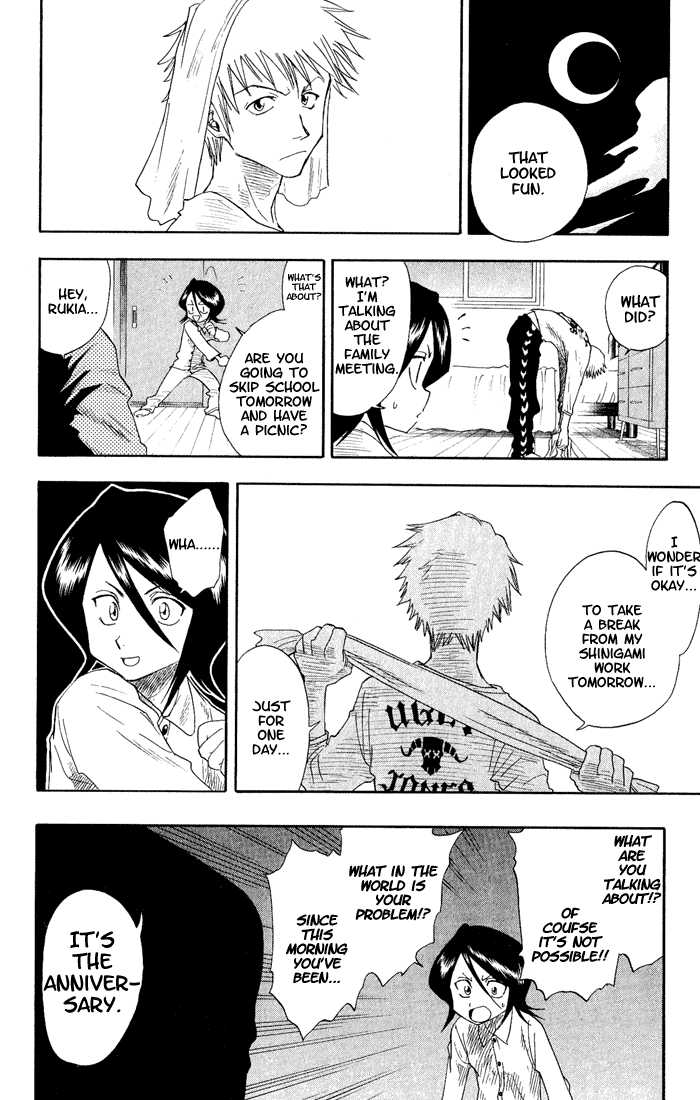 THAT
LOOKED
FUN.
WHAT
DID?
WHAT?
I'M
TALKING
ABOUT
THE
FAMILY
MEETING.
WHAT'S
THAT
ABOUT?
ARE YOU
GOING TO
SKIP SCHOOL
TOMORROW
AND HAVE
A PICNIC?
HEY,
RUKIA...
I
WONDER
IF IT'S
OKAY...
TO TAKE
A BREAK
FROM MY
SHINIGAMI
WORK
TOMORROW...
JUST
FOR
ONE
DAY...
WHA......
WHAT
ARE
YOU
TALKING
ABOUT!?
OF
COUFSE
IT'S NOT
POSSIBLE!!
WHAT IN THE
WORLD IS
YOUR
PROBLEM!?
SINCE
THIS
MORNING
YOU'VE
BEEN...
IT'S
THE
ANNIVER-
SARY.